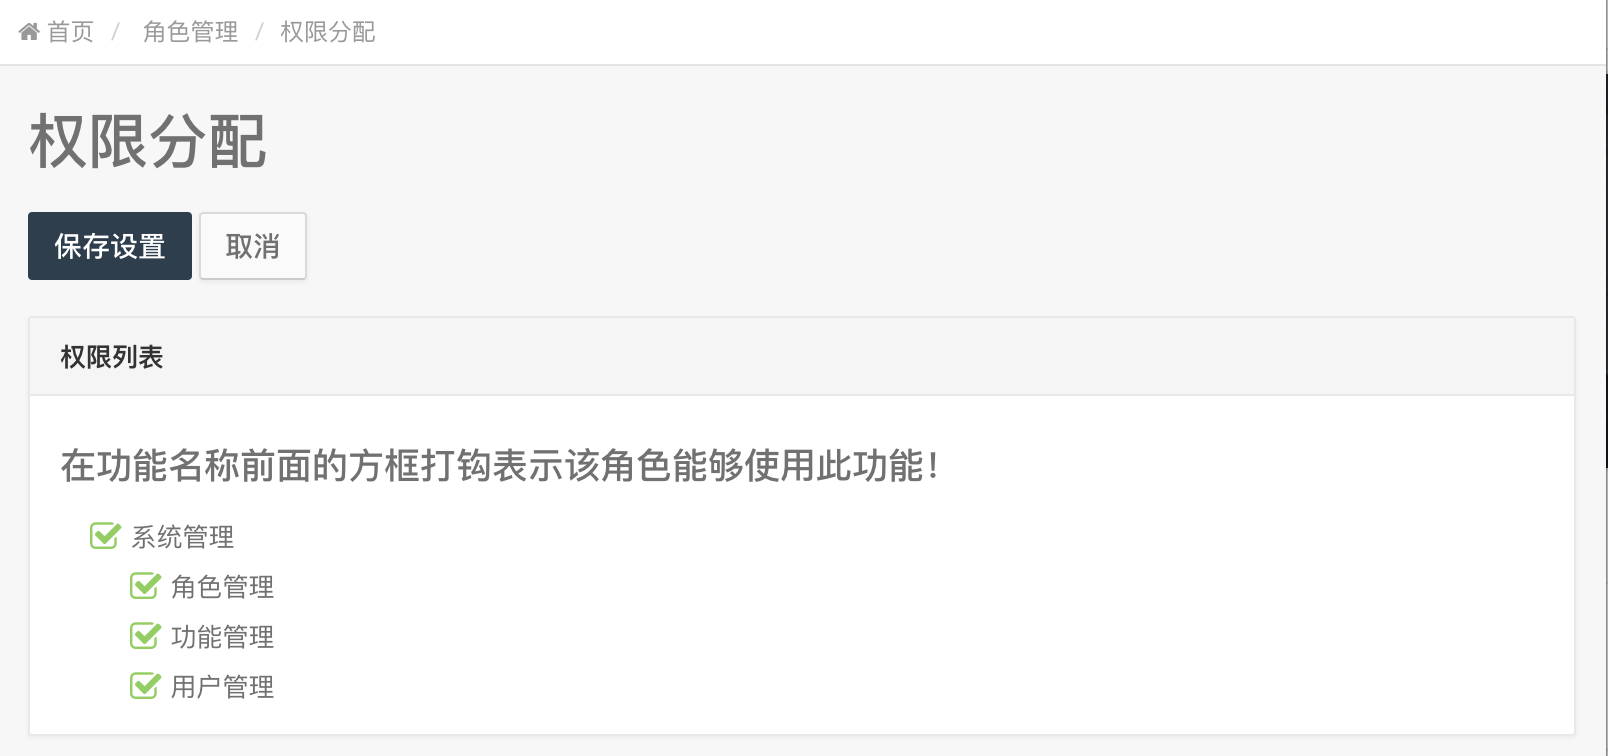 首页 / 角色管理 / 权限分配
权限分配
保存设置 取消
权限列表
在功能名称前面的方框打钩表示该角色能够使用此功能！
系统管理
角色管理
功能管理
用户管理